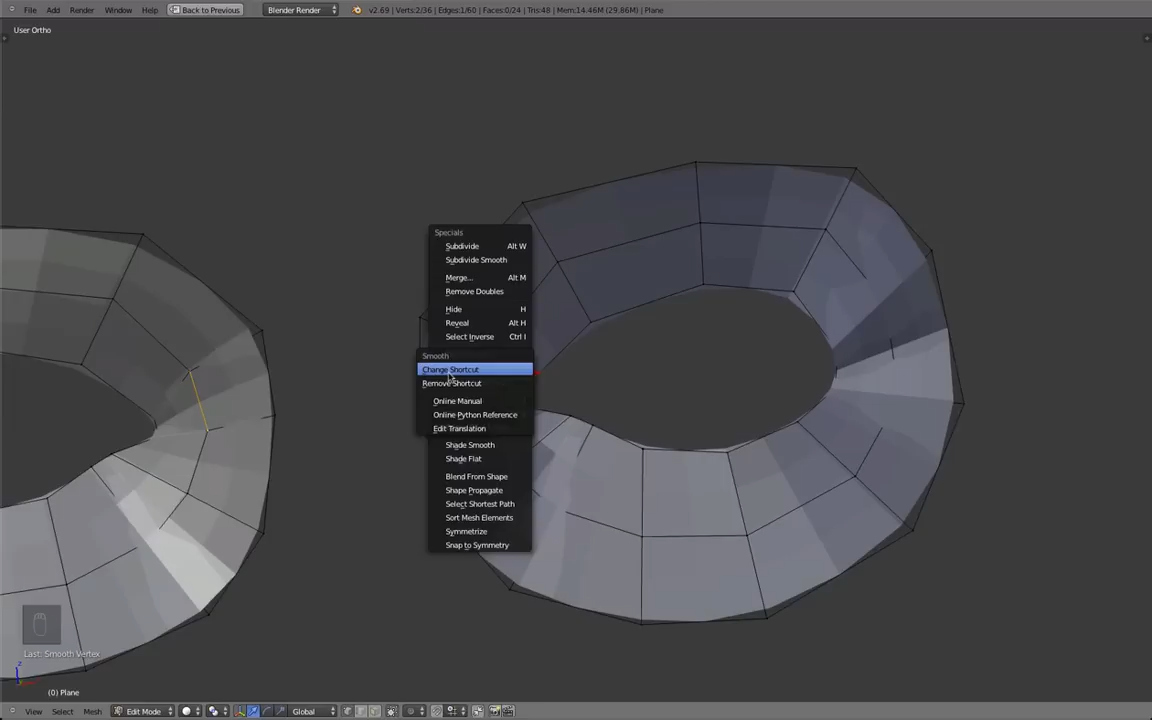 File Add Render Window Help Back to Previous Blender Render v2.69 | Verts:2/36 | Edges:1/60 | Faces:0/24 | Tris:48 | Mem:14.46M (29.86M) | Plane
User Ortho
Specials
Subdivide Alt W
Subdivide Smooth
Merge... Alt M
Remove Doubles
Hide H
Reveal Alt H
Select Inverse Ctrl I
Smooth
Change Shortcut
Remove Shortcut
Online Manual
Online Python Reference
Edit Translation
Shade Smooth
Shade Flat
Blend From Shape
Shape Propagate
Select Shortest Path
Sort Mesh Elements
Symmetrize
Snap to Symmetry
Last: Smooth Vertex
z
(0) Plane
View Select Mesh Edit Mode Global